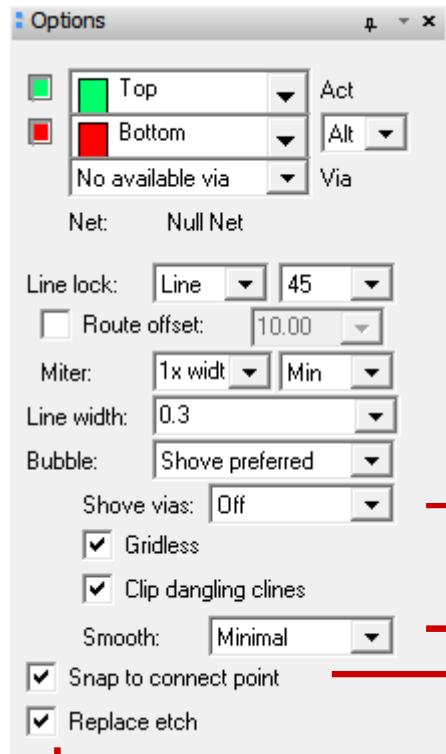 Options
Top Act
Bottom Alt
No available via Via
Net: Null Net
Line lock: Line 45
Route offset: 10.00
Miter: 1x widt Min
Line width: 0.3
Bubble: Shove preferred
Shove vias: Off
Gridless
Clip dangling clines
Smooth: Minimal
Snap to connect point
Replace etch